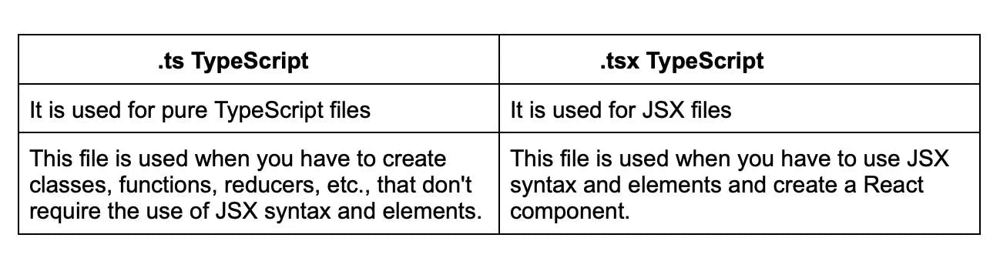 .ts TypeScript
.tsx TypeScript
It is used for pure TypeScript files
It is used for JSX files
This file is used when you have to create
classes, functions, reducers, etc., that don't
require the use of JSX syntax and elements.
This file is used when you have to use JSX
syntax and elements and create a React
component.